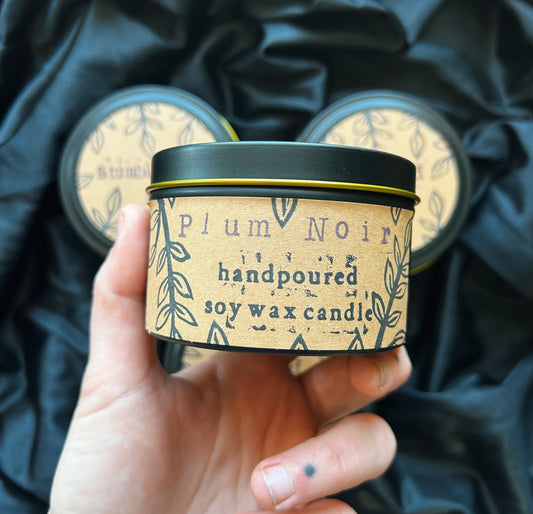 Plum Noir
handpoured
soy wax candle